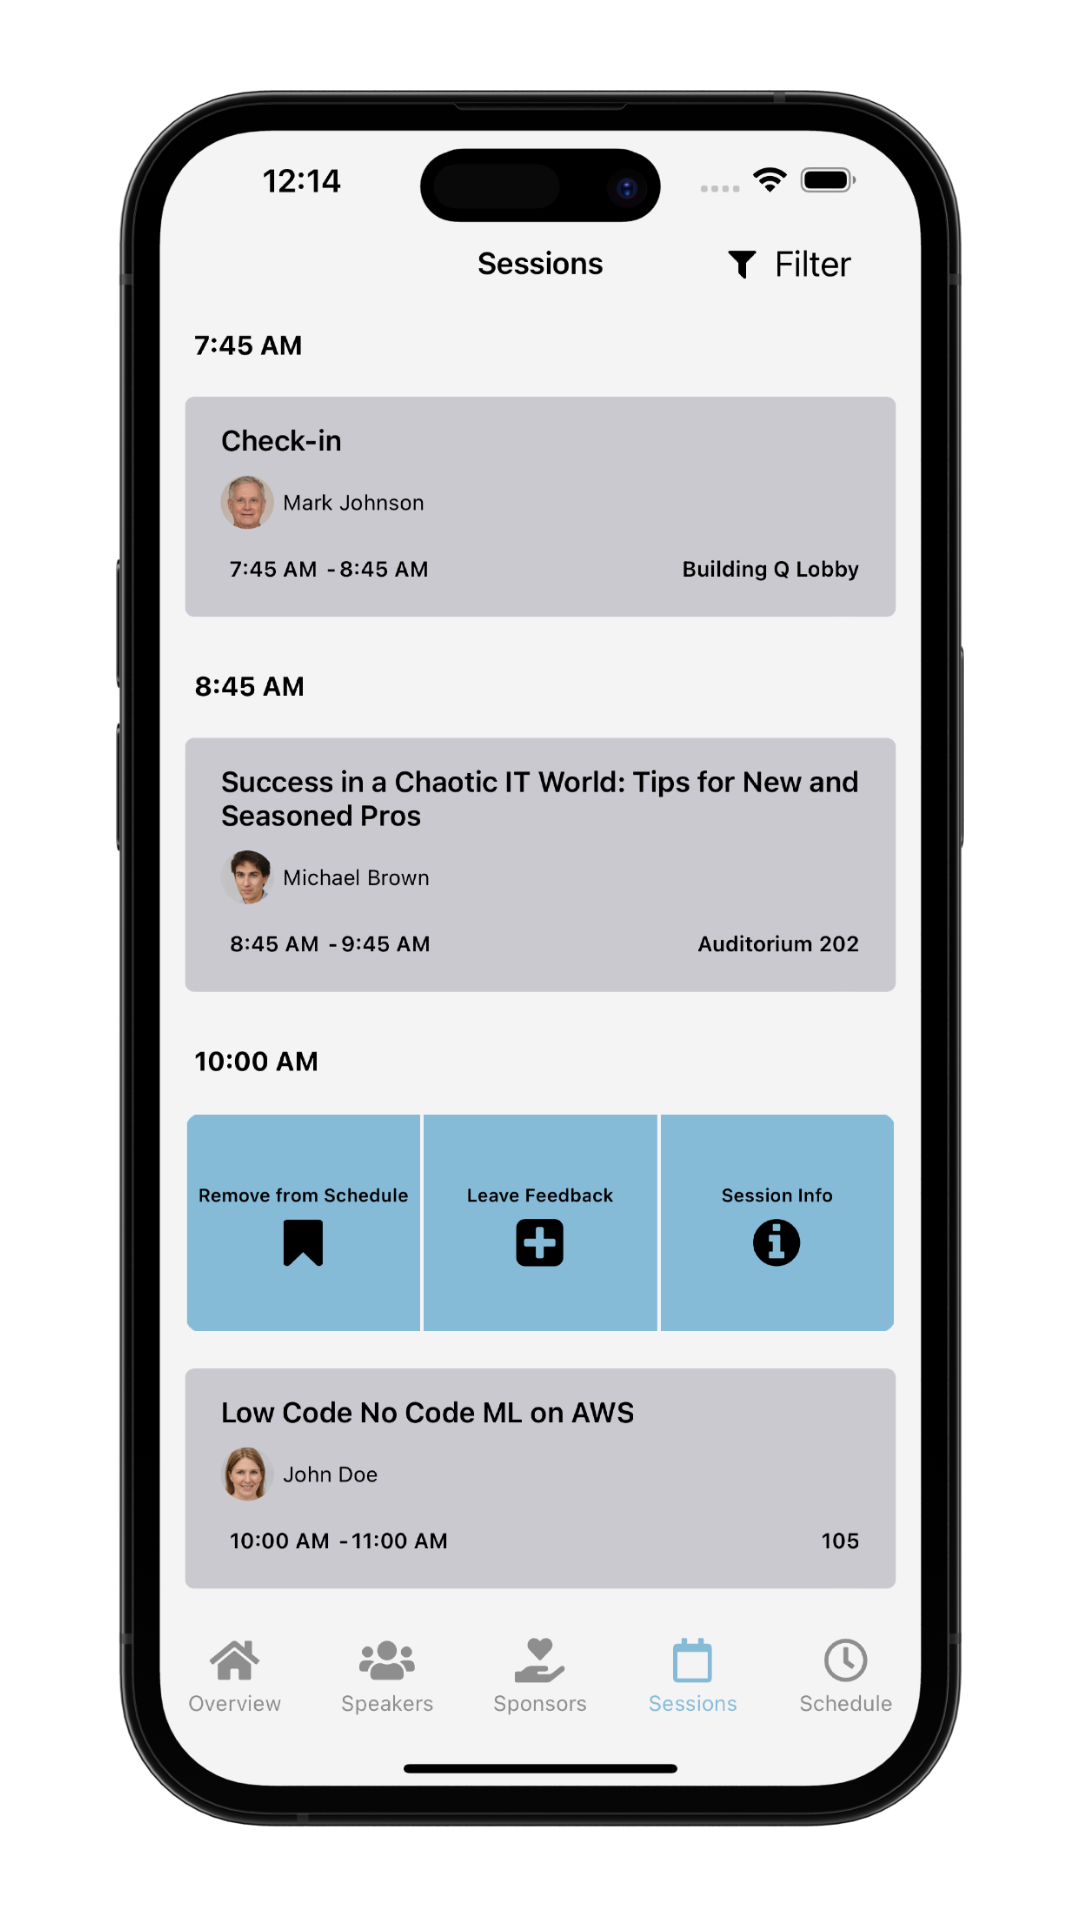 12:14
Sessions
Filter
7:45 AM
Check-in
Mark Johnson
7:45 AM - 8:45 AM
Building Q Lobby
8:45 AM
Success in a Chaotic IT World: Tips for New and
Seasoned Pros
Michael Brown
8:45 AM - 9:45 AM
Auditorium 202
10:00 AM
Remove from Schedule
Leave Feedback
Session Info
Low Code No Code ML on AWS
John Doe
10:00 AM - 11:00 AM
105
Overview
Speakers
Sponsors
Sessions
Schedule